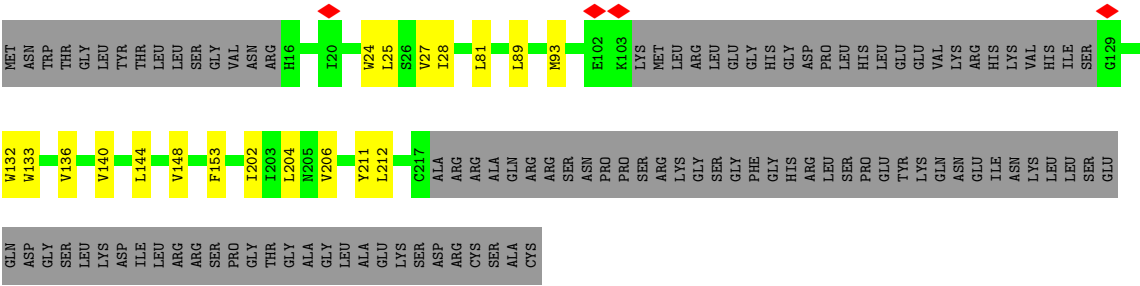 MET ASN TRP THR GLY LEU TYR THR LEU LEU SER GLY VAL ASN ARG H16 I20 W24 L25 S26 V27 I28 L81 L89 M93 E102 K103 LYS MET LEU ARG LEU GLU GLY HIS GLY ASP PRO LEU HIS LEU GLU GLU VAL LYS ARG HIS LYS VAL HIS ILE SER G129
W132 W133 V136 V140 L144 V148 F153 I202 I203 L204 N205 V206 Y211 L212 C217 ALA ARG ARG ALA GLN ARG ARG SER ASN PRO PRO SER ARG LYS GLY SER GLY PHE GLY HIS ARG LEU SER PRO GLU TYR LYS GLN ASN GLU ILE ASN LYS LEU LEU SER GLU
GLN ASP GLY SER LEU LYS ASP ILE LEU ARG ARG SER PRO GLY THR GLY ALA GLY LEU ALA GLU LYS SER ASP ARG CYS SER ALA CYS